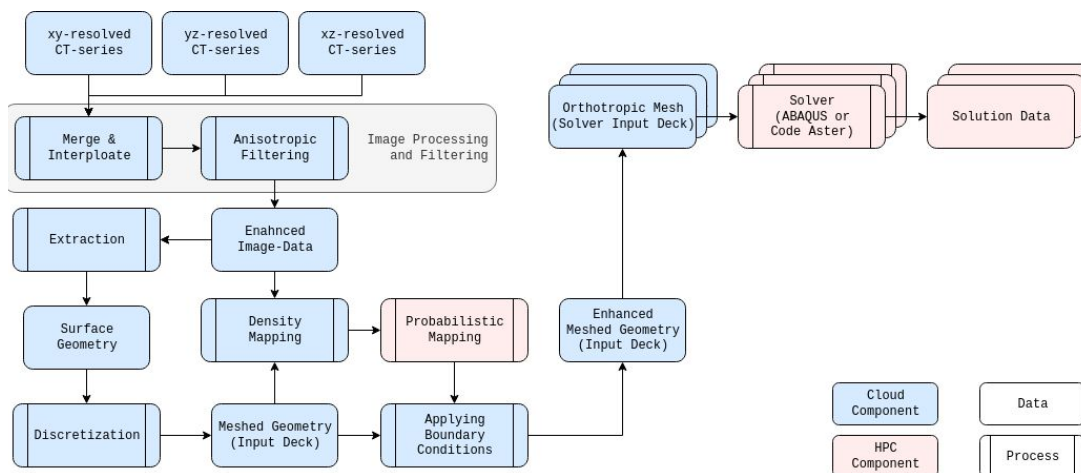 xy-resolved
CT-series
yz-resolved
CT-series
xz-resolved
CT-series
Merge &
Interploate
Anisotropic
Filtering
Image Processing
and Filtering
Extraction
Enahnced
Image-Data
Surface
Geometry
Density
Mapping
Probabilistic
Mapping
Discretization
Meshed Geometry
(Input Deck)
Applying
Boundary
Conditions
Enhanced
Meshed Geometry
(Input Deck)
Orthotropic Mesh
(Solver Input Deck)
Solver
(ABAQUS or
Code Aster)
Solution Data
Cloud
Component
Data
HPC
Component
Process